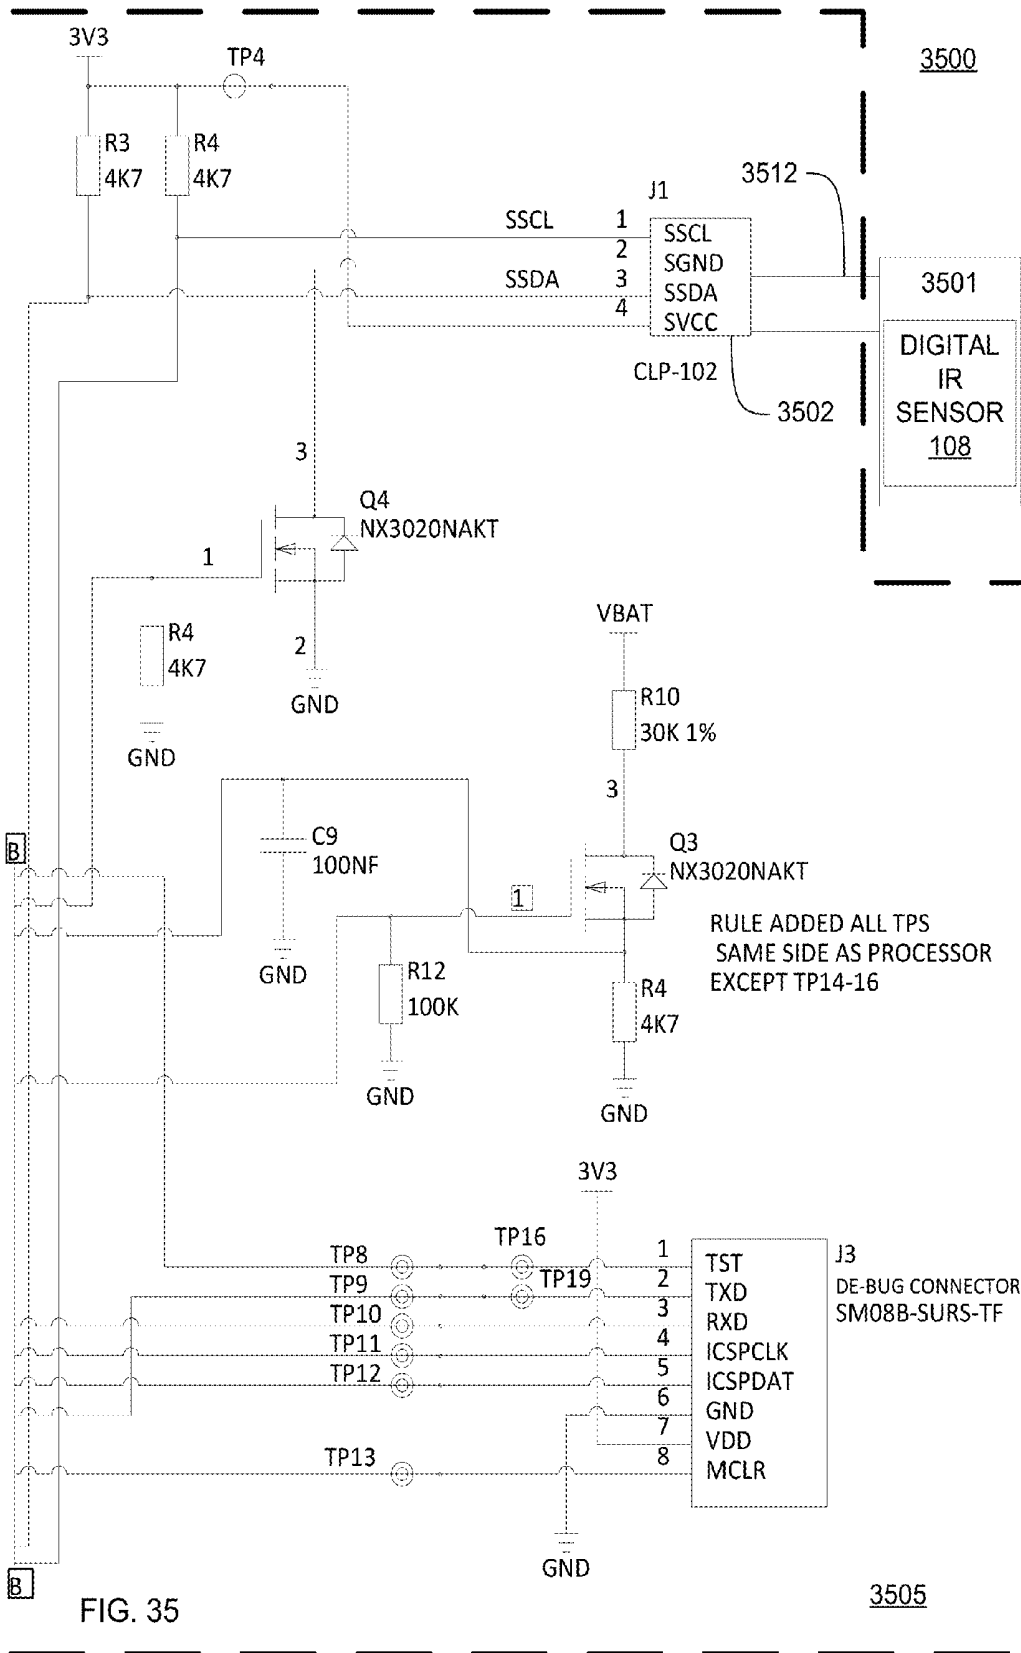 3V3
TP4
3500
R3
4K7
R4
4K7
J1
3512
SSCL
1
SSCL
2
SGND
SSDA
3
SSDA
4
SVCC
3501
CLP-102
3502
DIGITAL
IR
SENSOR
108
3
Q4
NX3020NAKT
1
R4
4K7
2
GND
GND
VBAT
R10
30K 1%
3
B
C9
100NF
GND
1
Q3
NX3020NAKT
RULE ADDED ALL TPS
SAME SIDE AS PROCESSOR
EXCEPT TP14-16
R12
100K
GND
R4
4K7
GND
3V3
TP8
TP16
1
TST
TP9
TP19
2
TXD
TP10
3
RXD
TP11
4
ICSPCLK
TP12
5
ICSPDAT
6
GND
7
VDD
TP13
8
MCLR
J3
DE-BUG CONNECTOR
SM08B-SURS-TF
GND
B
FIG. 35
3505